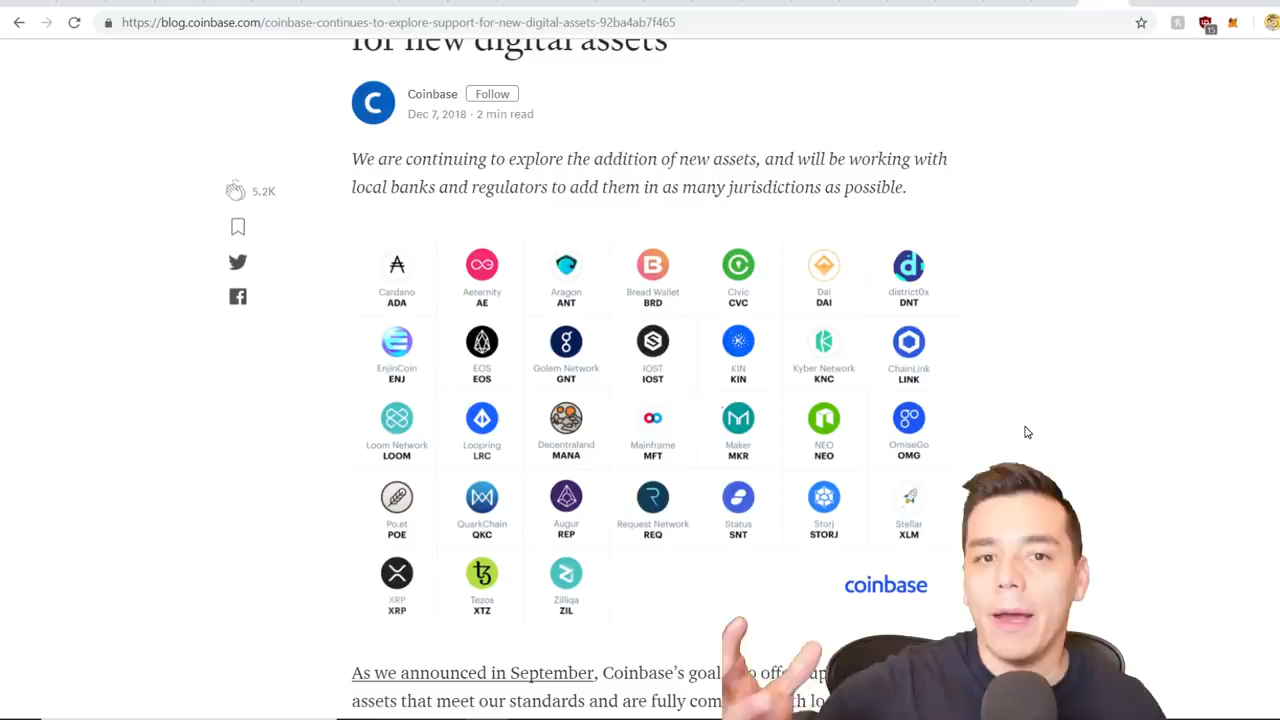 https://blog.coinbase.com/coinbase-continues-to-explore-support-for-new-digital-assets-92ba4ab7f465
15
for new digital assets
C
Coinbase Follow
Dec 7, 2018 · 2 min read
We are continuing to explore the addition of new assets, and will be working with
local banks and regulators to add them in as many jurisdictions as possible.
5.2K
Cardano Aeternity Aragon Bread Wallet Civic Dai district0x
ADA AE ANT BRD CVC DAI DNT
EnjinCoin EOS Golem Network IOST KIN Kyber Network ChainLink
ENJ EOS GNT IOST KIN KNC LINK
Loom Network Loopring Decentraland Mainframe Maker NEO OmiseGo
LOOM LRC MANA MFT MKR NEO OMG
Po.et QuarkChain Augur Request Network Status Storj Stellar
POE QKC REP REQ SNT STORJ XLM
XRP Tezos Zilliqa
XRP XTZ ZIL
coinbase
As we announced in September, Coinbase's goal
assets that meet our standards and are fully